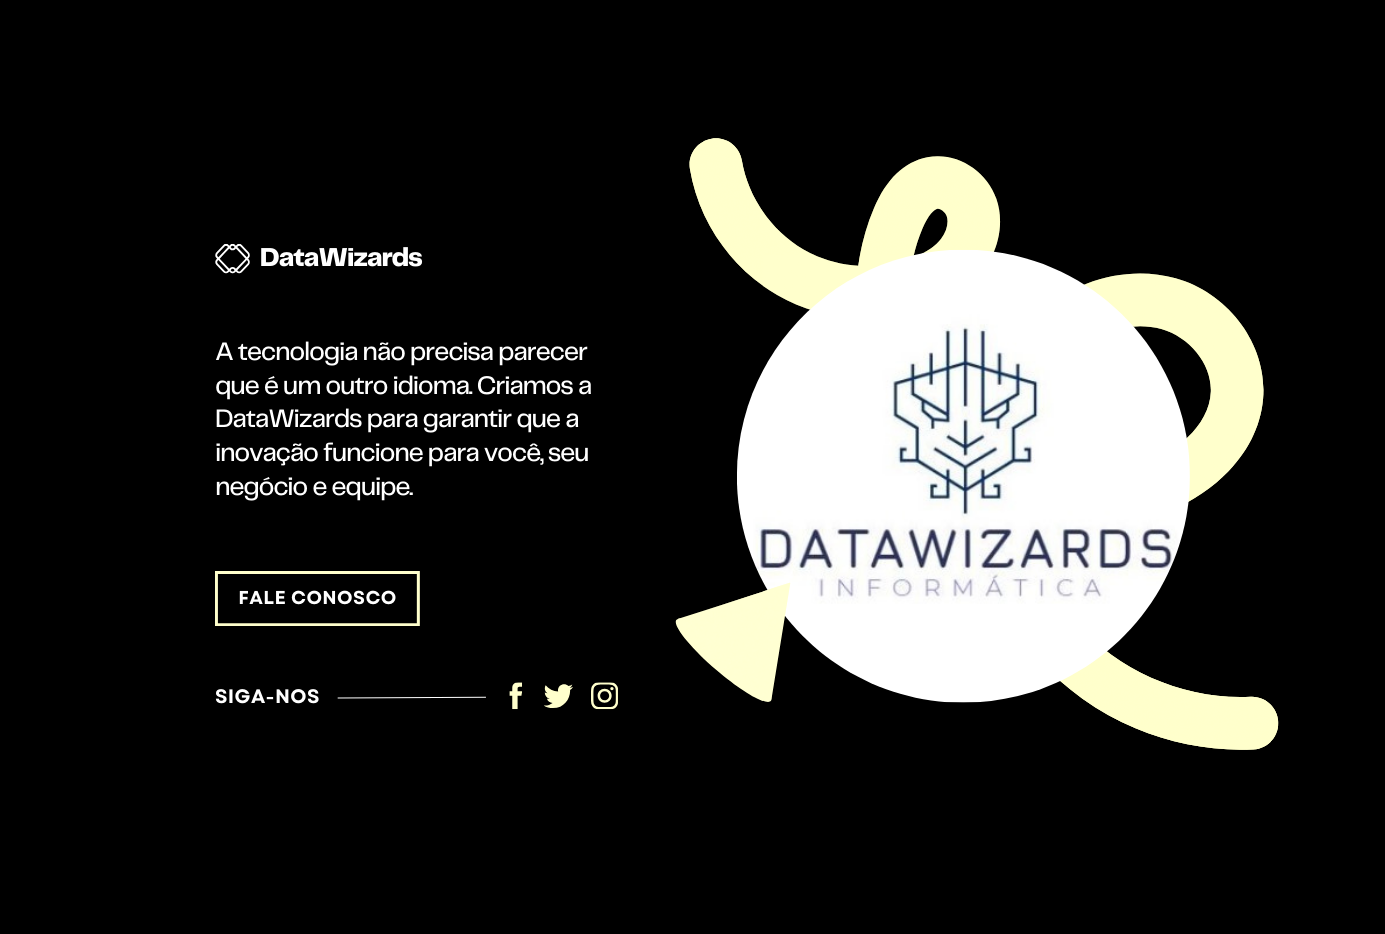 DataWizards
A tecnologia não precisa parecer
que é um outro idioma. Criamos a
DataWizards para garantir que a
inovação funcione para você, seu
negócio e equipe.
FALE CONOSCO
SIGA-NOS
DATAWIZARDS
INFORMÁTICA